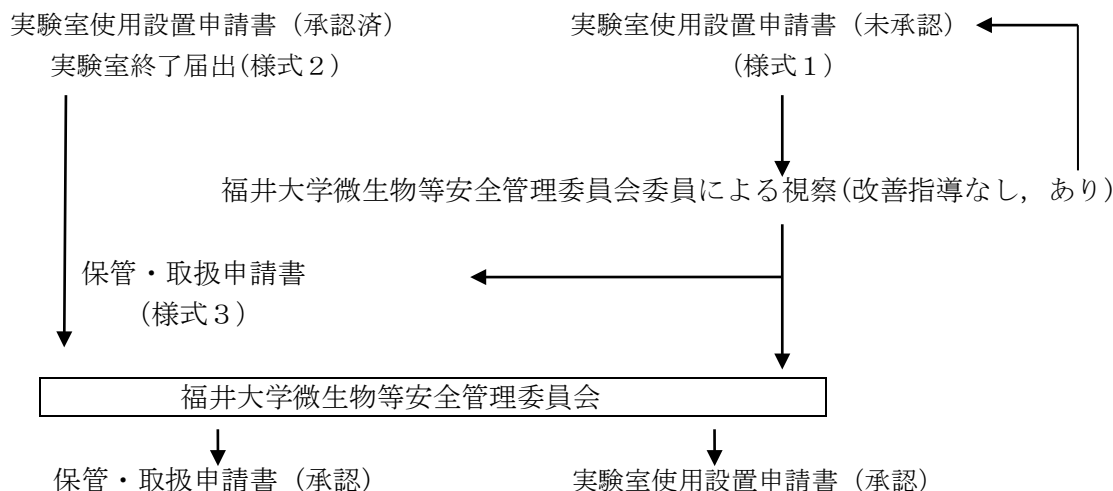 実験室使用設置申請書（承認済）
実験室使用設置申請書（未承認）
実験室終了届出(様式２)
(様式１)
福井大学微生物等安全管理委員会委員による視察(改善指導なし，あり)
保管・取扱申請書
（様式３）
福井大学微生物等安全管理委員会
保管・取扱申請書（承認）
実験室使用設置申請書（承認）